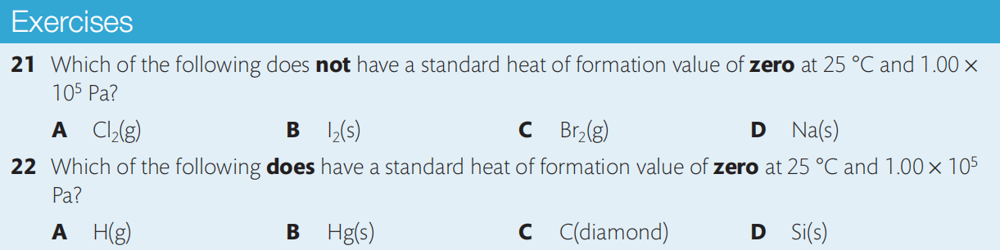 Exercises
21 Which of the following does not have a standard heat of formation value of zero at 25 °C and 1.00 ×
10⁵ Pa?
A Cl₂(g) B I₂(s) C Br₂(g) D Na(s)
22 Which of the following does have a standard heat of formation value of zero at 25 °C and 1.00 × 10⁵
Pa?
A H(g) B Hg(s) C C(diamond) D Si(s)